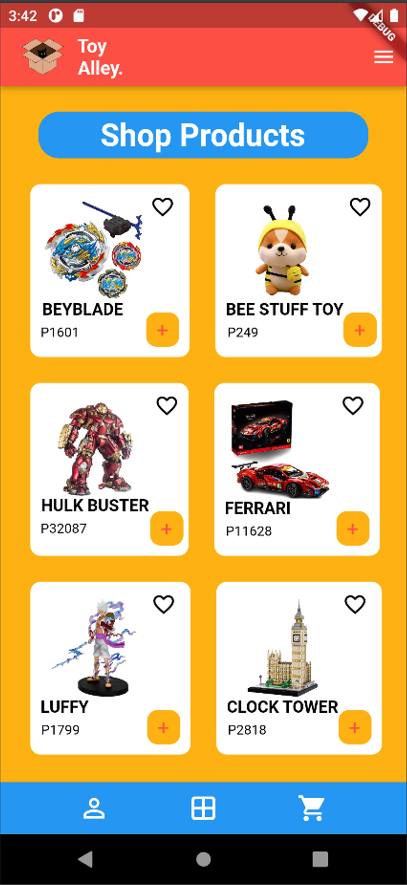 3:42
DEBUG
Toy
Alley.
Shop Products
BEYBLADE
P1601
+
BEE STUFF TOY
P249
+
HULK BUSTER
P32087
+
FERRARI
P11628
+
LUFFY
P1799
+
CLOCK TOWER
P2818
+